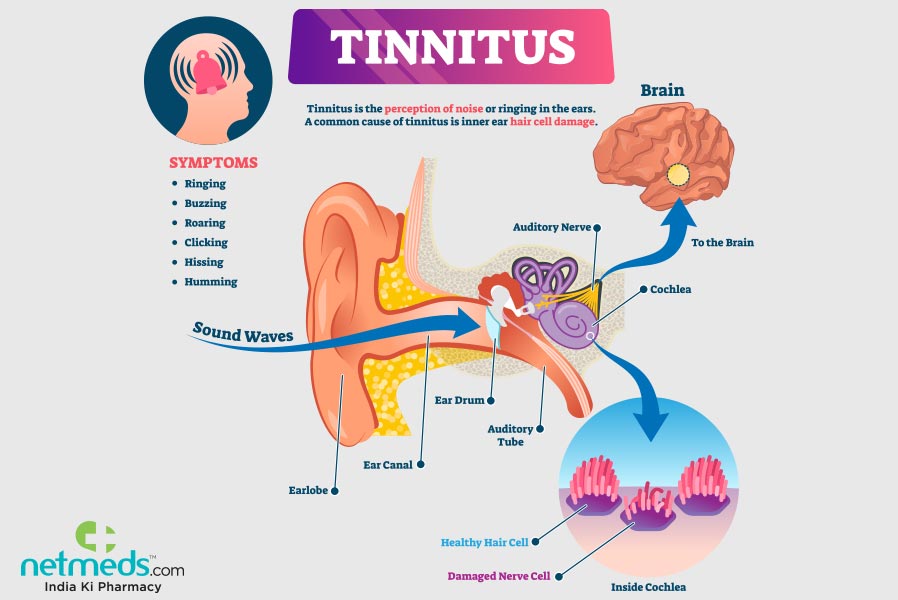 TINNITUS
Tinnitus is the perception of noise or ringing in the ears.
A common cause of tinnitus is inner ear hair cell damage.
SYMPTOMS
• Ringing
• Buzzing
• Roaring
• Clicking
• Hissing
• Humming
Brain
Auditory Nerve
To the Brain
Cochlea
Sound Waves
Ear Drum
Auditory
Tube
Ear Canal
Earlobe
Healthy Hair Cell
Damaged Nerve Cell
Inside Cochlea
netmeds.com™
India Ki Pharmacy